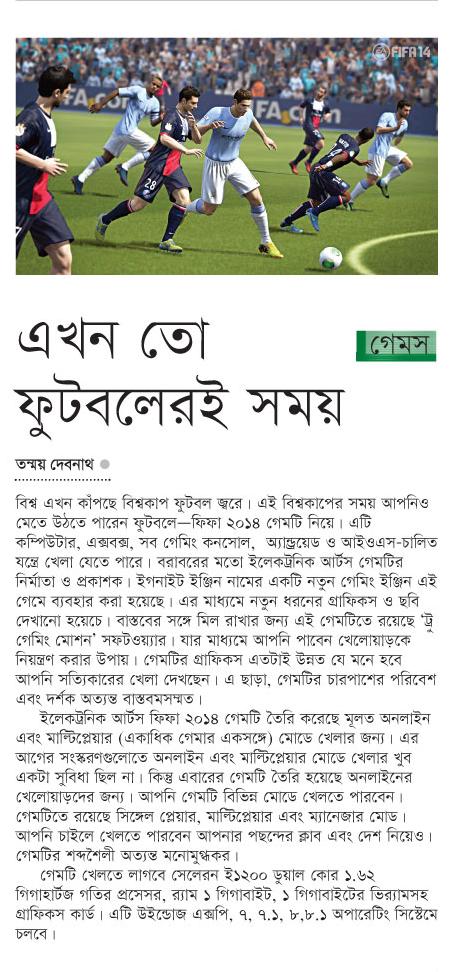 EA FIFA 14
FIFA.com
28
গেমস
এখন তো
ফুটবলেরই সময়
তন্ময় দেবনাথ
বিশ্ব এখন কাঁপছে বিশ্বকাপ ফুটবল জ্বরে। এই বিশ্বকাপের সময় আপনিও
মেতে উঠতে পারেন ফুটবলে—ফিফা ২০১৪ গেমটি নিয়ে। এটি
কম্পিউটার, এক্সবক্স, সব গেমিং কনসোল, অ্যান্ড্রয়েড ও আইওএস-চালিত
যন্ত্রে খেলা যেতে পারে। বরাবরের মতো ইলেকট্রনিক আর্টস গেমটির
নির্মাতা ও প্রকাশক। ইগনাইট ইঞ্জিন নামের একটি নতুন গেমিং ইঞ্জিন এই
গেমে ব্যবহার করা হয়েছে। এর মাধ্যমে নতুন ধরনের গ্রাফিকস ও ছবি
দেখানো হয়েচে। বাস্তবের সঙ্গে মিল রাখার জন্য এই গেমটিতে রয়েছে ‘ট্রু
গেমিং মোশন’ সফটওয়্যার। যার মাধ্যমে আপনি পাবেন খেলোয়াড়কে
নিয়ন্ত্রণ করার উপায়। গেমটির গ্রাফিকস এতটাই উন্নত যে মনে হবে
আপনি সত্যিকারের খেলা দেখছেন। এ ছাড়া, গেমটির চারপাশের পরিবেশ
এবং দর্শক অত্যন্ত বাস্তবমসম্মত।
ইলেকট্রনিক আর্টস ফিফা ২০১৪ গেমটি তৈরি করেছে মূলত অনলাইন
এবং মাল্টিপ্লেয়ার (একাধিক গেমার একসঙ্গে) মোডে খেলার জন্য। এর
আগের সংস্করণগুলোতে অনলাইন এবং মাল্টিপ্লেয়ার মোডে খেলার খুব
একটা সুবিধা ছিল না। কিন্তু এবারের গেমটি তৈরি হয়েছে অনলাইনের
খেলোয়াড়দের জন্য। আপনি গেমটি বিভিন্ন মোডে খেলতে পারবেন।
গেমটিতে রয়েছে সিঙ্গেল প্লেয়ার, মাল্টিপ্লেয়ার এবং ম্যানেজার মোড।
আপনি চাইলে খেলতে পারবেন আপনার পছন্দের ক্লাব এবং দেশ নিয়েও।
গেমটির শব্দশৈলী অত্যন্ত মনোমুগ্ধকর।
গেমটি খেলতে লাগবে সেলেরন ই১২০০ ডুয়াল কোর ১.৬২
গিগাহার্টজ গতির প্রসেসর, র‌্যাম ১ গিগাবাইট, ১ গিগাবাইটের ভির‌্যামসহ
গ্রাফিকস কার্ড। এটি উইন্ডোজ এক্সপি, ৭, ৭.১, ৮,৮.১ অপারেটিং সিস্টেমে
চলবে।